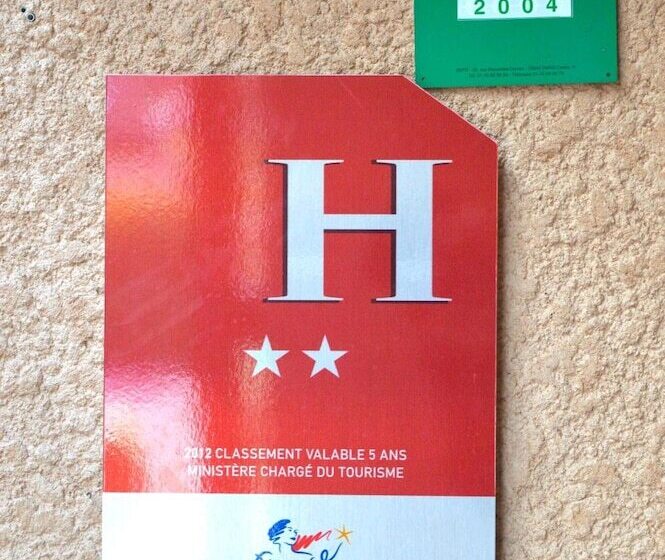 2004
H
2012 CLASSEMENT VALABLE 5 ANS
MINISTÈRE CHARGÉ DU TOURISME